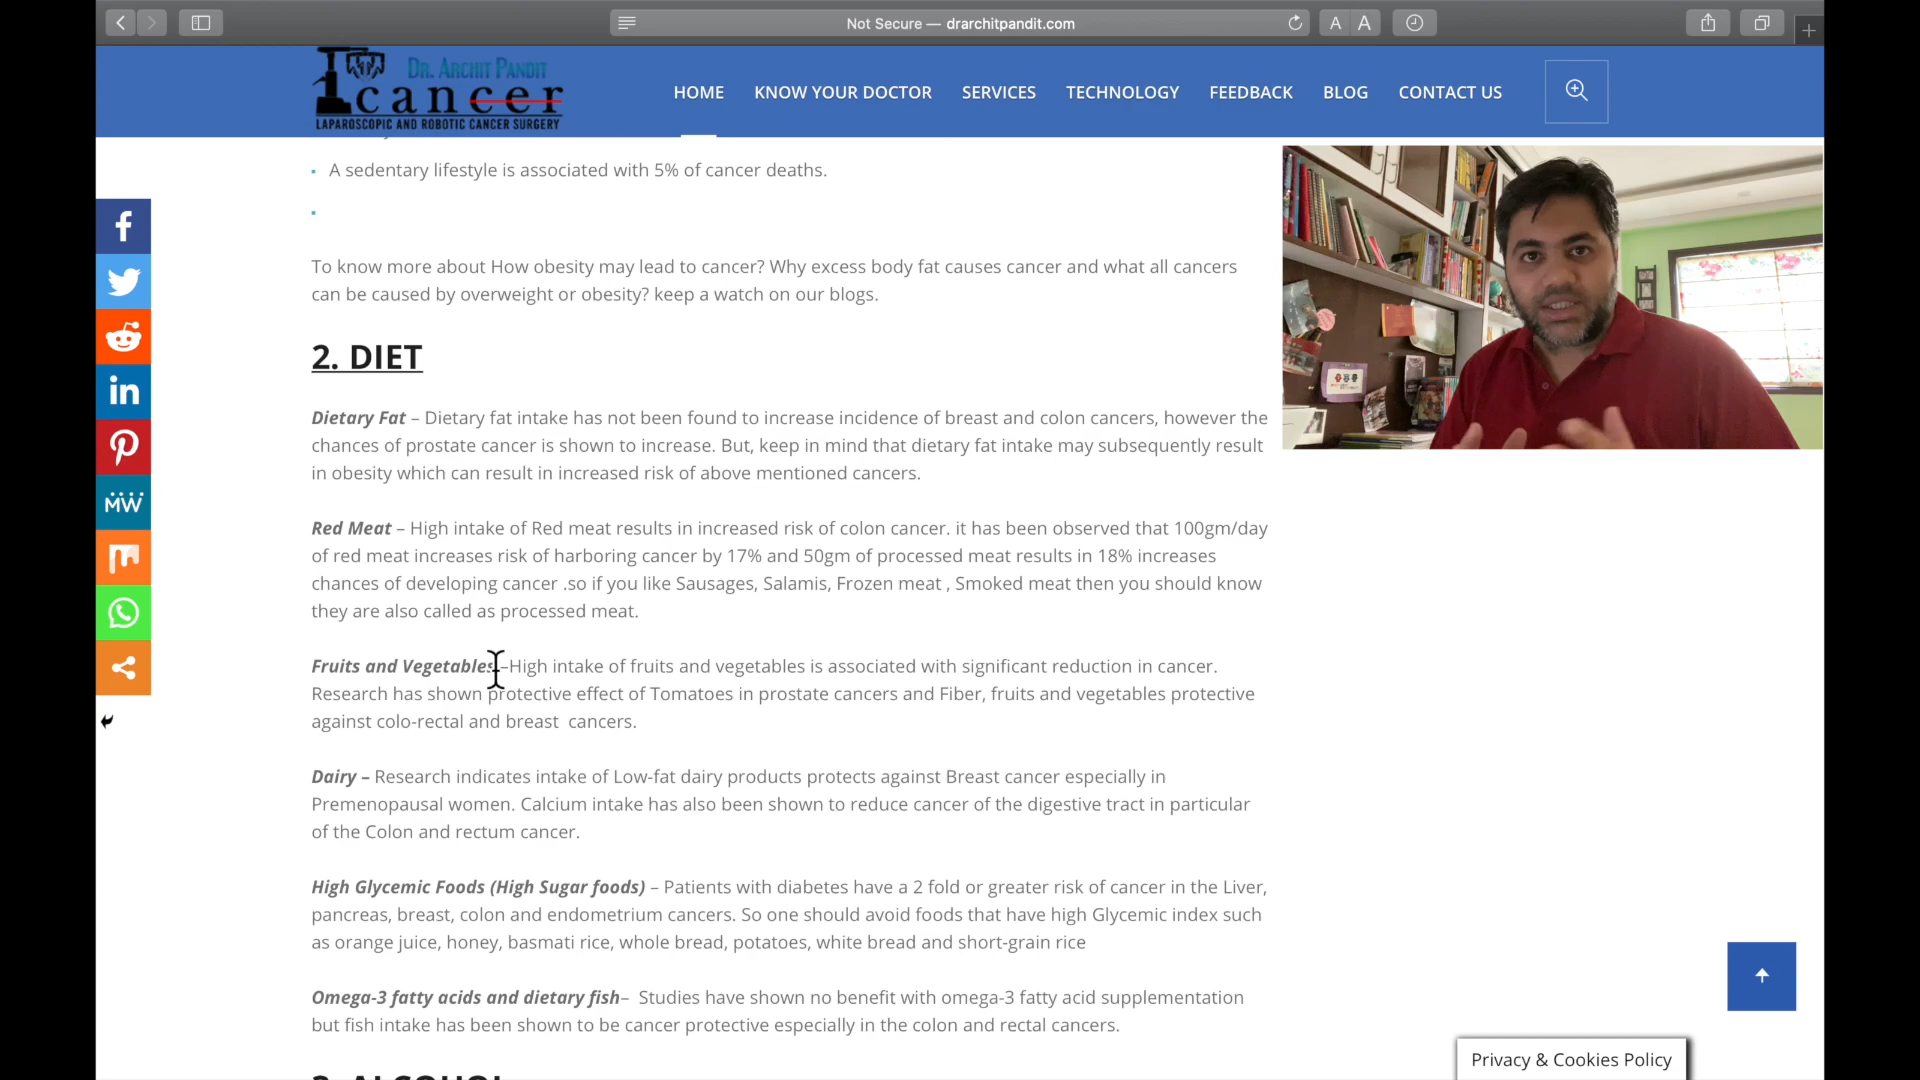 Not Secure — drarchitpandit.com
A A
DR. ARCHIT PANDIT
cancer
LAPAROSCOPIC AND ROBOTIC CANCER SURGERY
HOME KNOW YOUR DOCTOR SERVICES TECHNOLOGY FEEDBACK BLOG CONTACT US
A sedentary lifestyle is associated with 5% of cancer deaths.
To know more about How obesity may lead to cancer? Why excess body fat causes cancer and what all cancers
can be caused by overweight or obesity? keep a watch on our blogs.
2. DIET
Dietary Fat – Dietary fat intake has not been found to increase incidence of breast and colon cancers, however the
chances of prostate cancer is shown to increase. But, keep in mind that dietary fat intake may subsequently result
in obesity which can result in increased risk of above mentioned cancers.
Red Meat – High intake of Red meat results in increased risk of colon cancer. it has been observed that 100gm/day
of red meat increases risk of harboring cancer by 17% and 50gm of processed meat results in 18% increases
chances of developing cancer .so if you like Sausages, Salamis, Frozen meat , Smoked meat then you should know
they are also called as processed meat.
Fruits and Vegetables –High intake of fruits and vegetables is associated with significant reduction in cancer.
Research has shown protective effect of Tomatoes in prostate cancers and Fiber, fruits and vegetables protective
against colo-rectal and breast  cancers.
Dairy – Research indicates intake of Low-fat dairy products protects against Breast cancer especially in
Premenopausal women. Calcium intake has also been shown to reduce cancer of the digestive tract in particular
of the Colon and rectum cancer.
High Glycemic Foods (High Sugar foods) – Patients with diabetes have a 2 fold or greater risk of cancer in the Liver,
pancreas, breast, colon and endometrium cancers. So one should avoid foods that have high Glycemic index such
as orange juice, honey, basmati rice, whole bread, potatoes, white bread and short-grain rice
Omega-3 fatty acids and dietary fish–  Studies have shown no benefit with omega-3 fatty acid supplementation
but fish intake has been shown to be cancer protective especially in the colon and rectal cancers.
3. ALCOHOL
Privacy & Cookies Policy
f
in
MW